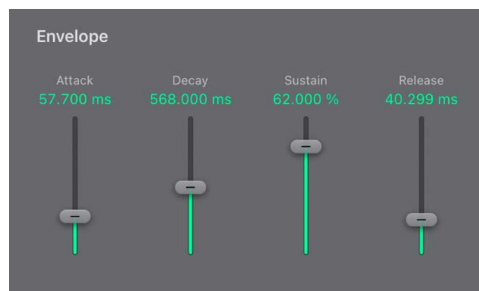 Envelope
Attack Decay Sustain Release
57.700 ms 568.000 ms 62.000 % 40.299 ms